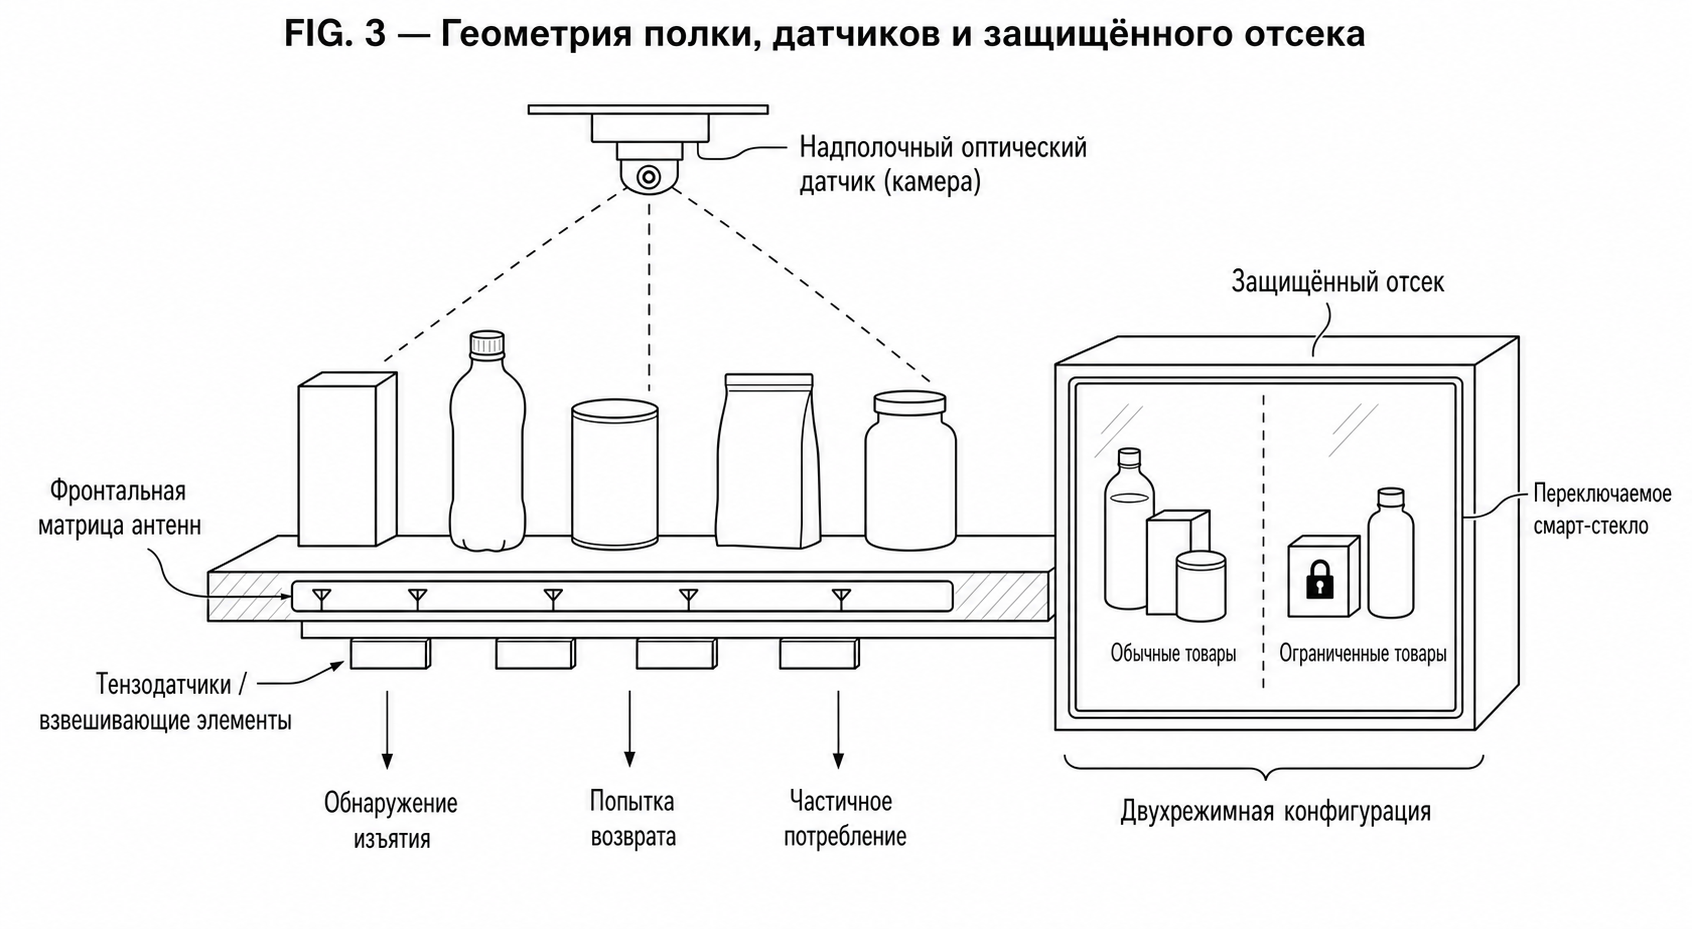 FIG. 3 — Геометрия полки, датчиков и защищённого отсека
Надполочный оптический
датчик (камера)
Защищённый отсек
Фронтальная
матрица антенн
Переключаемое
смарт-стекло
Обычные товары
Ограниченные товары
Тензодатчики /
взвешивающие элементы
Обнаружение
изъятия
Попытка
возврата
Частичное
потребление
Двухрежимная конфигурация